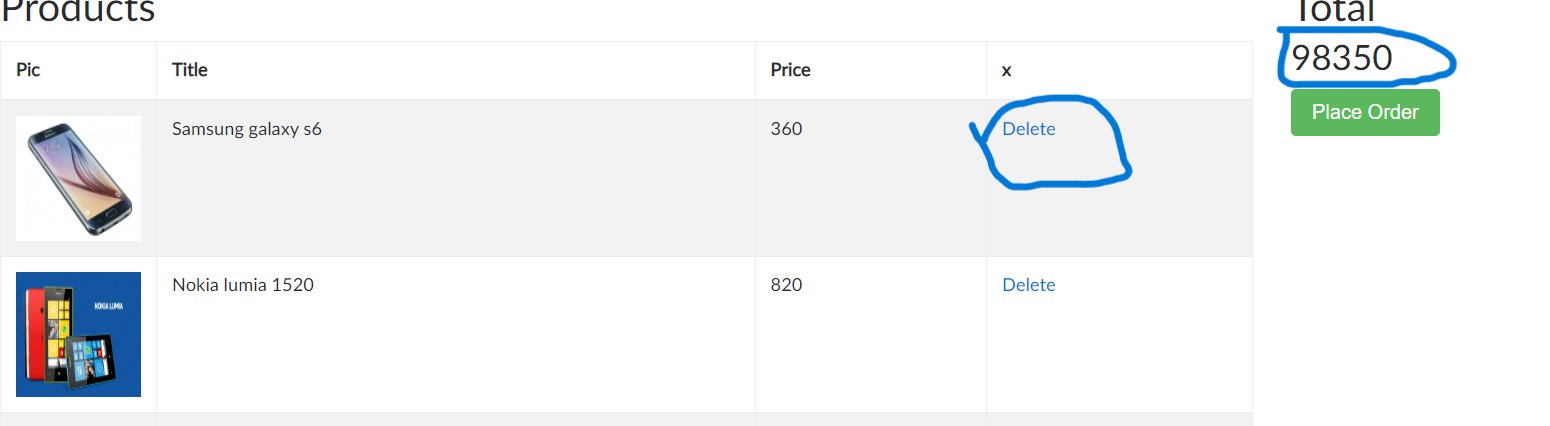 Products
Total
98350
Place Order
Pic Title Price x
Samsung galaxy s6 360 Delete
NOKIA LUMIA
Nokia lumia 1520 820 Delete